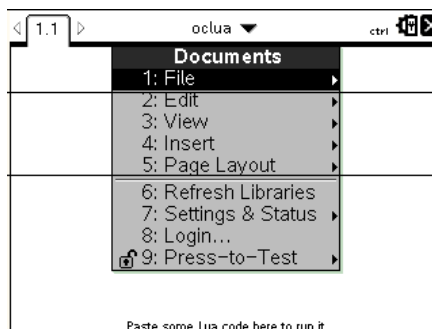 1.1 oclua ctrl
Documents
1: File
2: Edit
3: View
4: Insert
5: Page Layout
6: Refresh Libraries
7: Settings & Status
8: Login...
9: Press-to-Test
Paste some Lua code here to run it